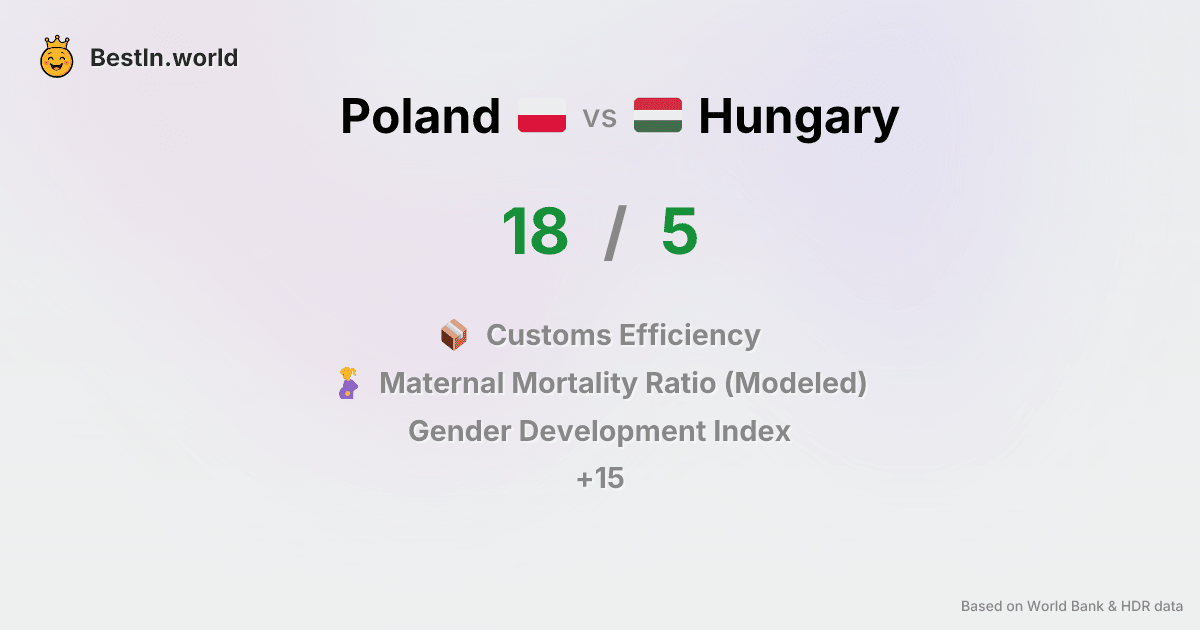 BestIn.world
Poland vs Hungary
18 / 5
Customs Efficiency
Maternal Mortality Ratio (Modeled)
Gender Development Index
+15
Based on World Bank & HDR data